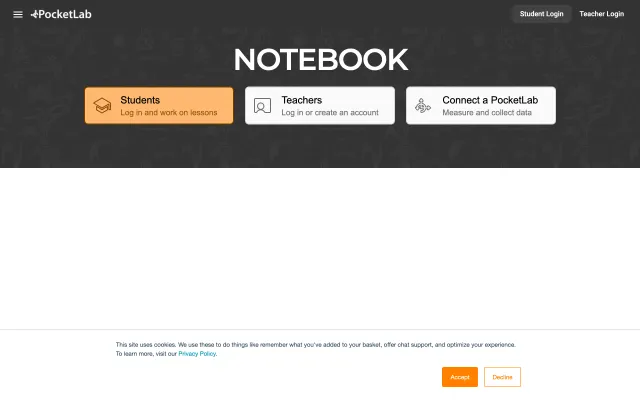 PocketLab
Student Login
Teacher Login
NOTEBOOK
Students
Log in and work on lessons
Teachers
Log in or create an account
Connect a PocketLab
Measure and collect data
This site uses cookies. We use these to do things like remember what you've added to your basket, offer chat support, and optimize your experience.
To learn more, visit our Privacy Policy.
Accept
Decline